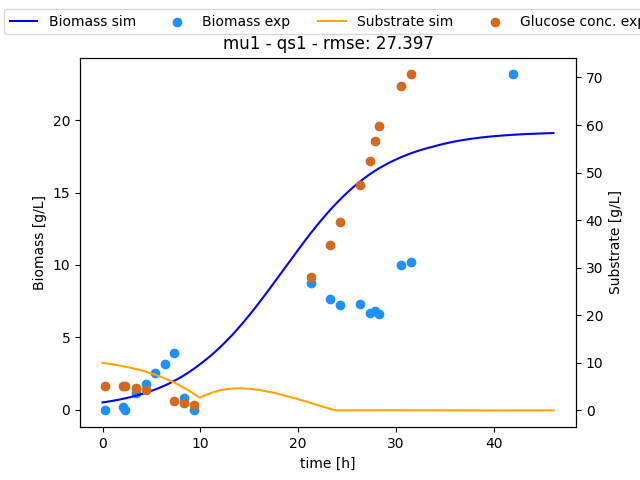 Biomass sim Biomass exp Substrate sim Glucose conc. exp
mu1 - qs1 - rmse: 27.397
Biomass [g/L]
20
15
10
5
0
70
60
50
40
30
20
10
0
Substrate [g/L]
0 10 20 30 40
time [h]